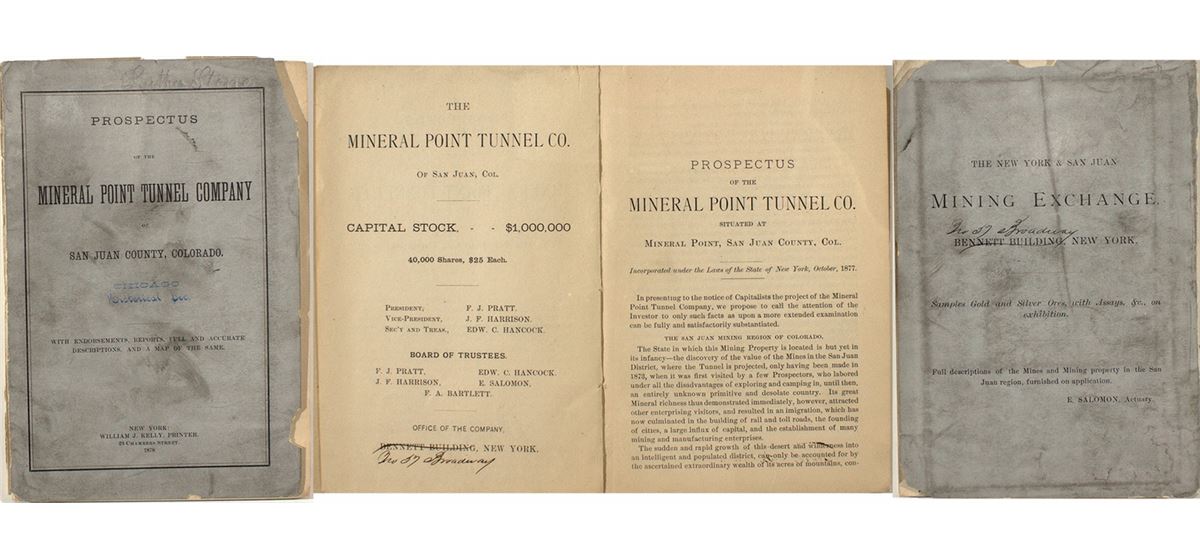 PROSPECTUS
OF THE
MINERAL POINT TUNNEL COMPANY
OF
SAN JUAN COUNTY, COLORADO.
CHICAGO
Historical Soc.
WITH ENDORSEMENTS, REPORTS, FULL AND ACCURATE
DESCRIPTIONS, AND A MAP OF THE SAME.
NEW YORK:
WILLIAM J. KELLY, PRINTER,
23 CHAMBERS STREET.
1878
THE
MINERAL POINT TUNNEL CO.
OF SAN JUAN, COL.
CAPITAL STOCK, - - $1,000,000
40,000 Shares, $25 Each.
PRESIDENT, F. J. PRATT.
VICE-PRESIDENT, J. F. HARRISON.
SEC'Y AND TREAS., EDW. C. HANCOCK.
BOARD OF TRUSTEES.
F. J. PRATT, EDW. C. HANCOCK.
J. F. HARRISON, E. SALOMON,
F. A. BARTLETT.
OFFICE OF THE COMPANY,
BENNETT BUILDING, NEW YORK.
No 37 Broadway
PROSPECTUS
OF THE
MINERAL POINT TUNNEL CO.
SITUATED AT
MINERAL POINT, SAN JUAN COUNTY, COL.
Incorporated under the Laws of the State of New York, October, 1877.
In presenting to the notice of Capitalists the project of the Mineral
Point Tunnel Company, we propose to call the attention of the
Investor to only such facts as upon a more extended examination
can be fully and satisfactorily substantiated.
THE SAN JUAN MINING REGION OF COLORADO.
The State in which this Mining Property is located is but yet in
its infancy—the discovery of the value of the Mines in the San Juan
District, where the Tunnel is projected, only having been made in
1873, when it was first visited by a few Prospectors, who labored
under all the disadvantages of exploring and camping in, until then,
an entirely unknown primitive and desolate country. Its great
Mineral richness thus demonstrated immediately, however, attracted
other enterprising visitors, and resulted in an imigration, which has
now culminated in the building of rail and toll roads, the founding
of cities, a large influx of capital, and the establishment of many
mining and manufacturing enterprises.
The sudden and rapid growth of this desert and wilderness into
an intelligent and populated district, can only be accounted for by
the ascertained extraordinary wealth of its acres of mountains, con-
THE NEW YORK & SAN JUAN
MINING EXCHANGE,
No 37 Broadway
BENNETT BUILDING, NEW YORK,
Samples Gold and Silver Ores, with Assays, &c., on
exhibition.
Full descriptions of the Mines and Mining property in the San
Juan region, furnished on application.
E. SALOMON, Actuary.